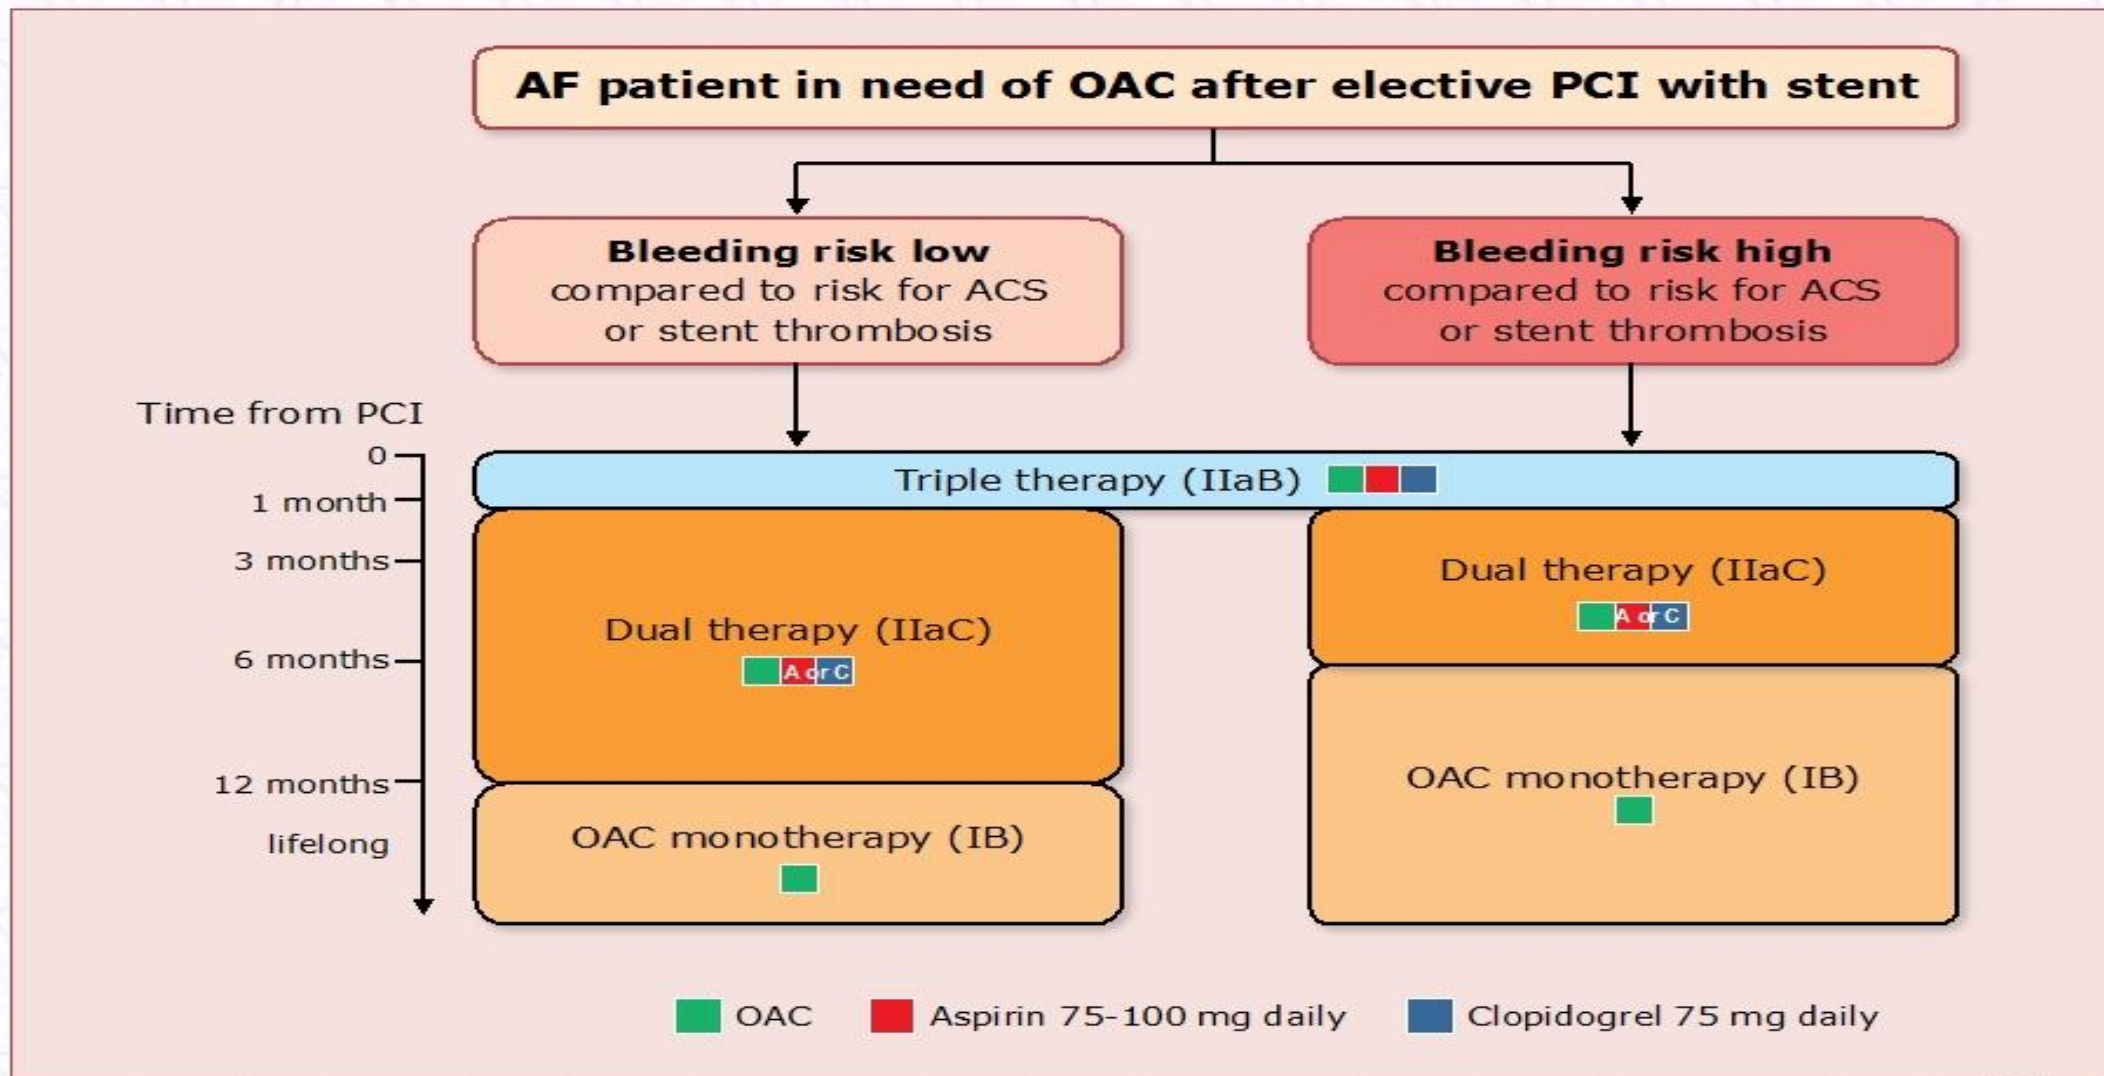 AF patient in need of OAC after elective PCI with stent
Bleeding risk low
compared to risk for ACS
or stent thrombosis
Bleeding risk high
compared to risk for ACS
or stent thrombosis
Time from PCI
0
1 month
3 months
6 months
12 months
lifelong
Triple therapy (IIaB)
Dual therapy (IIaC)
A or C
OAC monotherapy (IB)
Dual therapy (IIaC)
A or C
OAC monotherapy (IB)
OAC
Aspirin 75-100 mg daily
Clopidogrel 75 mg daily